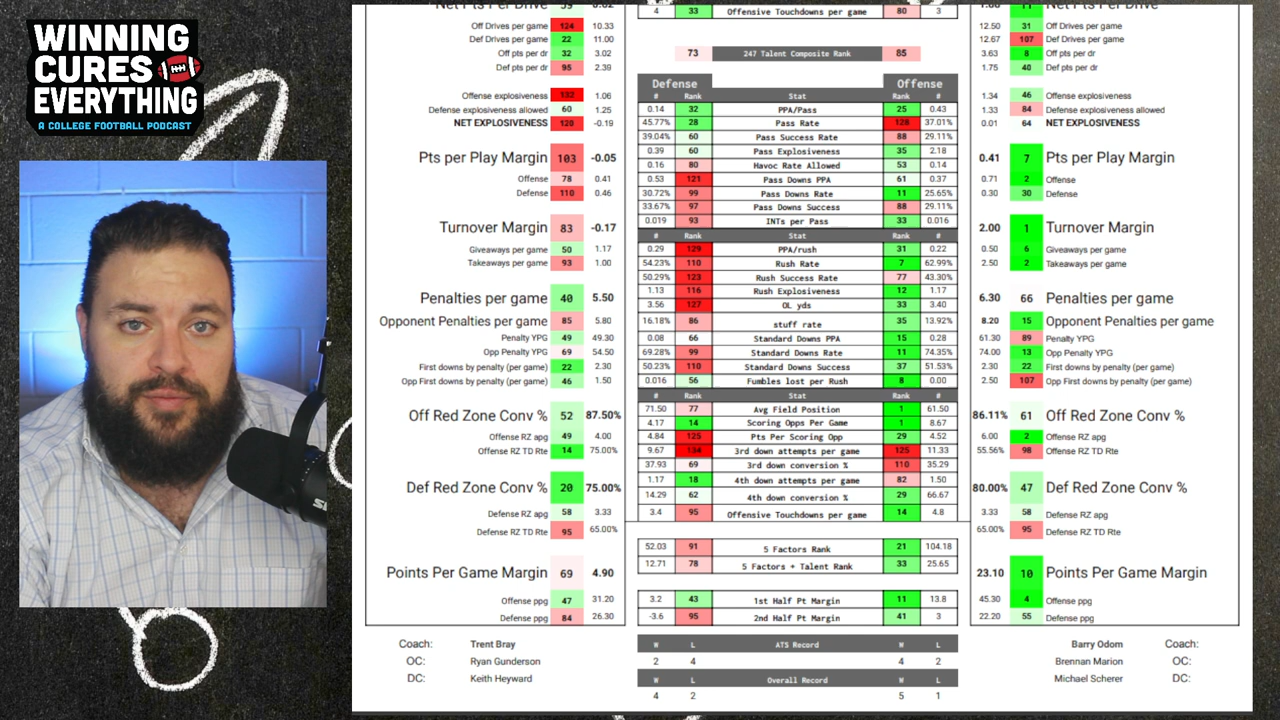 WINNING
CURES
EVERYTHING
A COLLEGE FOOTBALL PODCAST
4 33 Offensive Touchdowns per game 80 3
Off Drives per game 124 10.33
Def Drives per game 22 11.00
Off pts per dr 32 3.02
Def pts per dr 95 2.39
Offense explosiveness 132 1.06
Defense explosiveness allowed 60 1.25
NET EXPLOSIVENESS 120 -0.19
Pts per Play Margin 103 -0.05
Offense 78 0.41
Defense 110 0.46
Turnover Margin 83 -0.17
Giveaways per game 50 1.17
Takeaways per game 93 1.00
Penalties per game 40 5.50
Opponent Penalties per game 85 5.80
Penalty YPG 49 49.30
Opp Penalty YPG 69 54.50
First downs by penalty (per game) 22 2.30
Opp First downs by penalty (per game) 46 1.50
Off Red Zone Conv % 52 87.50%
Offense RZ apg 49 4.00
Offense RZ TD Rte 14 75.00%
Def Red Zone Conv % 20 75.00%
Defense RZ apg 58 3.33
Defense RZ TD Rte 95 65.00%
Points Per Game Margin 69 4.90
Offense ppg 47 31.20
Defense ppg 84 26.30
Coach: Trent Bray
OC: Ryan Gunderson
DC: Keith Heyward
73 247 Talent Composite Rank 85
Defense Offense
# Rank Stat Rank #
0.14 32 PPA/Pass 25 0.43
45.77% 28 Pass Rate 128 37.01%
39.04% 60 Pass Success Rate 88 29.11%
0.39 60 Pass Explosiveness 35 2.18
0.16 80 Havoc Rate Allowed 53 0.14
0.53 121 Pass Downs PPA 61 0.37
30.72% 99 Pass Downs Rate 11 25.65%
33.67% 97 Pass Downs Success 88 29.11%
0.019 93 INTs per Pass 33 0.016
# Rank Stat Rank #
0.29 129 PPA/rush 31 0.22
54.23% 110 Rush Rate 7 62.99%
50.29% 123 Rush Success Rate 77 43.30%
1.13 116 Rush Explosiveness 12 1.17
3.56 127 OL yds 33 3.40
16.18% 86 stuff rate 35 13.92%
0.08 66 Standard Downs PPA 15 0.28
69.28% 99 Standard Downs Rate 11 74.35%
50.23% 110 Standard Downs Success 37 51.53%
0.016 56 Fumbles lost per Rush 8 0.00
# Rank Stat Rank #
71.50 77 Avg Field Position 1 61.50
4.17 14 Scoring Opps Per Game 1 8.67
4.84 125 Pts Per Scoring Opp 29 4.52
9.67 3rd down attempts per game 125 11.33
37.93 69 3rd down conversion % 110 35.29
1.17 18 4th down attempts per game 82 1.50
14.29 62 4th down conversion % 29 66.67
3.4 95 Offensive Touchdowns per game 14 4.8
52.03 91 5 Factors Rank 21 104.18
12.71 78 5 Factors + Talent Rank 33 25.65
3.2 43 1st Half Pt Margin 11 13.8
-3.6 95 2nd Half Pt Margin 41 3
W L ATS Record W L
2 4 4 2
W L Overall Record W L
4 2 5 1
12.50 31 Off Drives per game
12.67 107 Def Drives per game
3.63 8 Off pts per dr
1.75 40 Def pts per dr
1.34 46 Offense explosiveness
1.33 84 Defense explosiveness allowed
0.01 64 NET EXPLOSIVENESS
0.41 7 Pts per Play Margin
0.71 2 Offense
0.30 30 Defense
2.00 1 Turnover Margin
0.50 6 Giveaways per game
2.50 2 Takeaways per game
6.30 66 Penalties per game
8.20 15 Opponent Penalties per game
61.30 89 Penalty YPG
74.00 13 Opp Penalty YPG
2.30 22 First downs by penalty (per game)
2.50 107 Opp First downs by penalty (per game)
86.11% 61 Off Red Zone Conv %
6.00 2 Offense RZ apg
55.56% 98 Offense RZ TD Rte
80.00% 47 Def Red Zone Conv %
3.33 58 Defense RZ apg
65.00% 95 Defense RZ TD Rte
23.10 10 Points Per Game Margin
45.30 4 Offense ppg
22.20 55 Defense ppg
Barry Odom Coach:
Brennan Marion OC:
Michael Scherer DC: